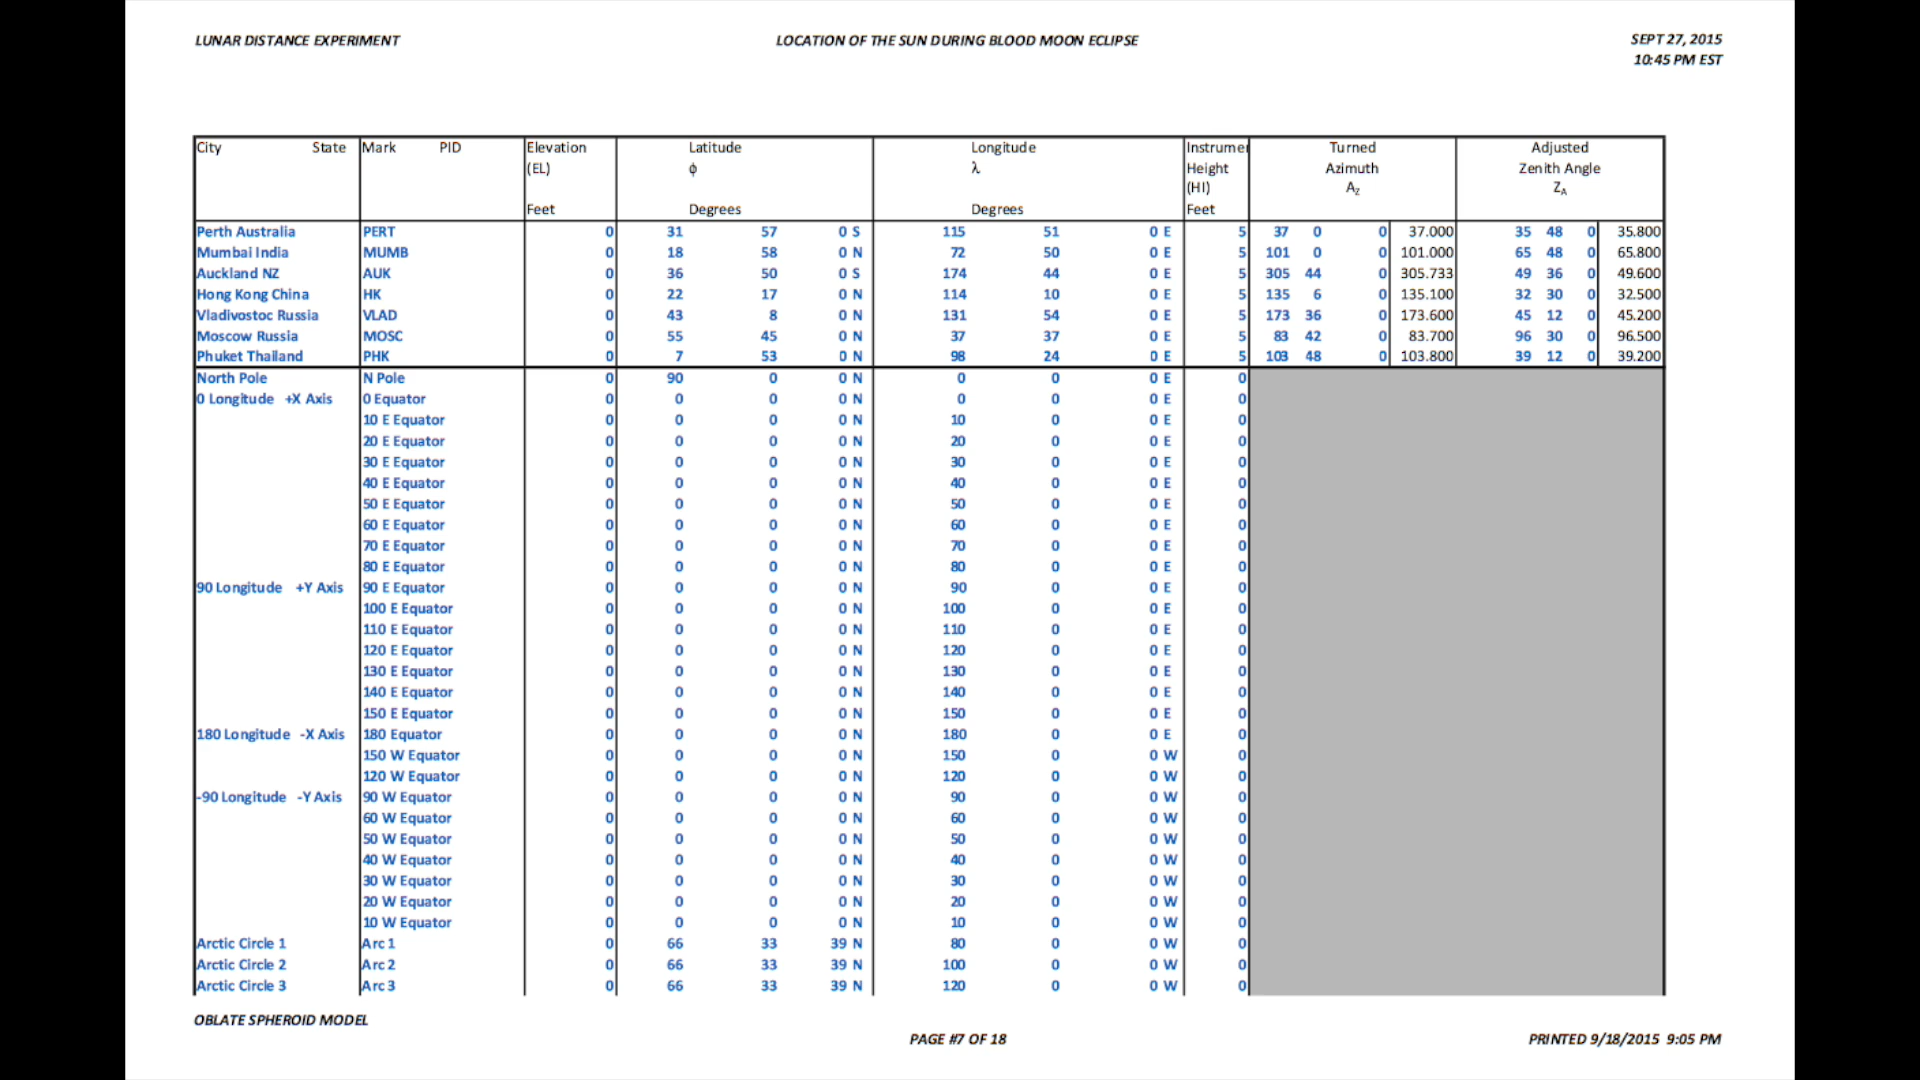 LUNAR DISTANCE EXPERIMENT LOCATION OF THE SUN DURING BLOOD MOON ECLIPSE SEPT 27, 2015
10:45 PM EST
City State Mark PID Elevation Latitude Longitude Instrumer Turned Adjusted
(EL) ϕ λ Height Azimuth Zenith Angle
(HI) AZ ZA
Feet Degrees Degrees Feet
Perth Australia PERT 0 31 57 0 S 115 51 0 E 5 37 0 0 37.000 35 48 0 35.800
Mumbai India MUMB 0 18 58 0 N 72 50 0 E 5 101 0 0 101.000 65 48 0 65.800
Auckland NZ AUK 0 36 50 0 S 174 44 0 E 5 305 44 0 305.733 49 36 0 49.600
Hong Kong China HK 0 22 17 0 N 114 10 0 E 5 135 6 0 135.100 32 30 0 32.500
Vladivostoc Russia VLAD 0 43 8 0 N 131 54 0 E 5 173 36 0 173.600 45 12 0 45.200
Moscow Russia MOSC 0 55 45 0 N 37 37 0 E 5 83 42 0 83.700 96 30 0 96.500
Phuket Thailand PHK 0 7 53 0 N 98 24 0 E 5 103 48 0 103.800 39 12 0 39.200
North Pole N Pole 0 90 0 0 N 0 0 0 E 0
0 Longitude +X Axis 0 Equator 0 0 0 0 N 0 0 0 E 0
10 E Equator 0 0 0 0 N 10 0 0 E 0
20 E Equator 0 0 0 0 N 20 0 0 E 0
30 E Equator 0 0 0 0 N 30 0 0 E 0
40 E Equator 0 0 0 0 N 40 0 0 E 0
50 E Equator 0 0 0 0 N 50 0 0 E 0
60 E Equator 0 0 0 0 N 60 0 0 E 0
70 E Equator 0 0 0 0 N 70 0 0 E 0
80 E Equator 0 0 0 0 N 80 0 0 E 0
90 Longitude +Y Axis 90 E Equator 0 0 0 0 N 90 0 0 E 0
100 E Equator 0 0 0 0 N 100 0 0 E 0
110 E Equator 0 0 0 0 N 110 0 0 E 0
120 E Equator 0 0 0 0 N 120 0 0 E 0
130 E Equator 0 0 0 0 N 130 0 0 E 0
140 E Equator 0 0 0 0 N 140 0 0 E 0
150 E Equator 0 0 0 0 N 150 0 0 E 0
180 Longitude -X Axis 180 Equator 0 0 0 0 N 180 0 0 E 0
150 W Equator 0 0 0 0 N 150 0 0 W 0
120 W Equator 0 0 0 0 N 120 0 0 W 0
-90 Longitude -Y Axis 90 W Equator 0 0 0 0 N 90 0 0 W 0
60 W Equator 0 0 0 0 N 60 0 0 W 0
50 W Equator 0 0 0 0 N 50 0 0 W 0
40 W Equator 0 0 0 0 N 40 0 0 W 0
30 W Equator 0 0 0 0 N 30 0 0 W 0
20 W Equator 0 0 0 0 N 20 0 0 W 0
10 W Equator 0 0 0 0 N 10 0 0 W 0
Arctic Circle 1 Arc 1 0 66 33 39 N 80 0 0 W 0
Arctic Circle 2 Arc 2 0 66 33 39 N 100 0 0 W 0
Arctic Circle 3 Arc 3 0 66 33 39 N 120 0 0 W 0
OBLATE SPHEROID MODEL
PAGE #7 OF 18 PRINTED 9/18/2015 9:05 PM